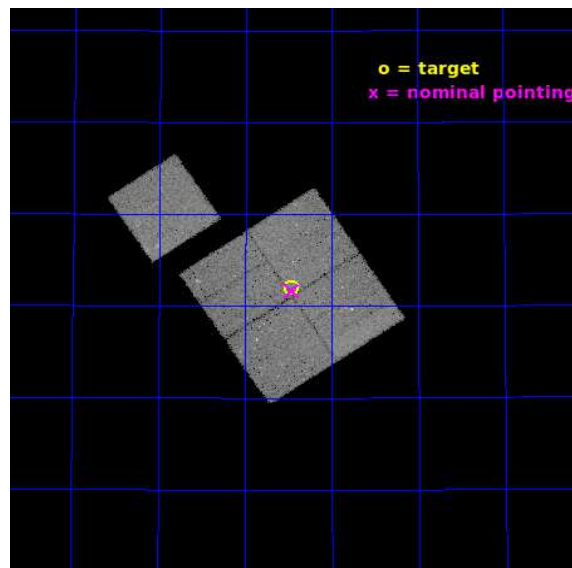 o = target
x = nominal pointing